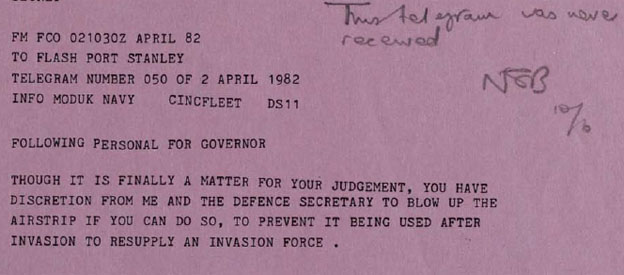 This telegram was never
received
FM FCO 021030Z APRIL 82
TO FLASH PORT STANLEY
TELEGRAM NUMBER 050 OF 2 APRIL 1982
INFO MODUK NAVY CINCFLEET DS11
FOLLOWING PERSONAL FOR GOVERNOR
THOUGH IT IS FINALLY A MATTER FOR YOUR JUDGEMENT, YOU HAVE
DISCRETION FROM ME AND THE DEFENCE SECRETARY TO BLOW UP THE
AIRSTRIP IF YOU CAN DO SO, TO PREVENT IT BEING USED AFTER
INVASION TO RESUPPLY AN INVASION FORCE .